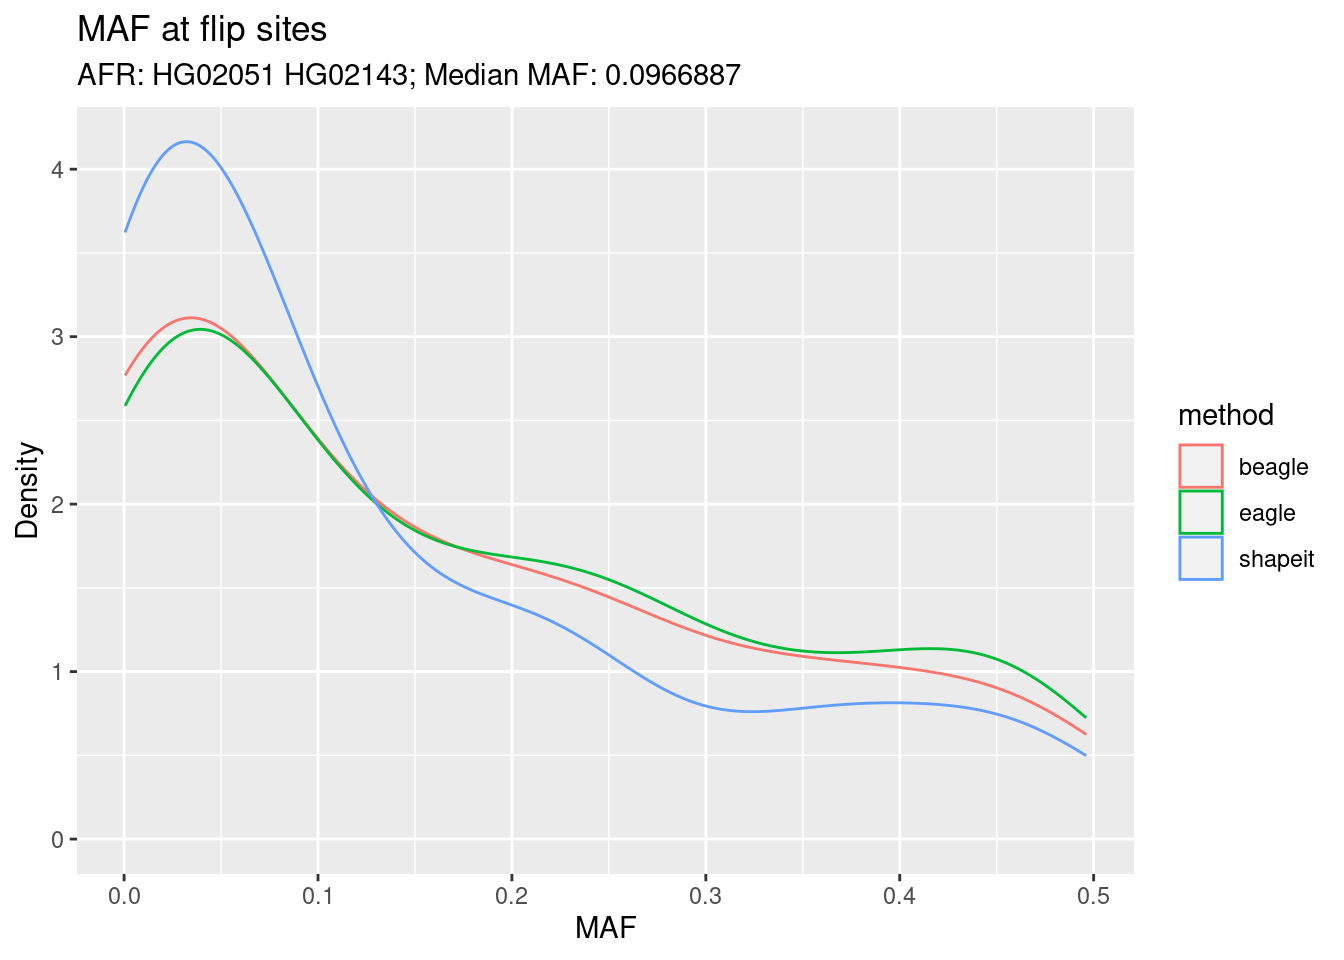 MAF at flip sites
AFR: HG02051 HG02143; Median MAF: 0.0966887
4
3
2
1
0
Density
0.0 0.1 0.2 0.3 0.4 0.5
MAF
method
beagle
eagle
shapeit